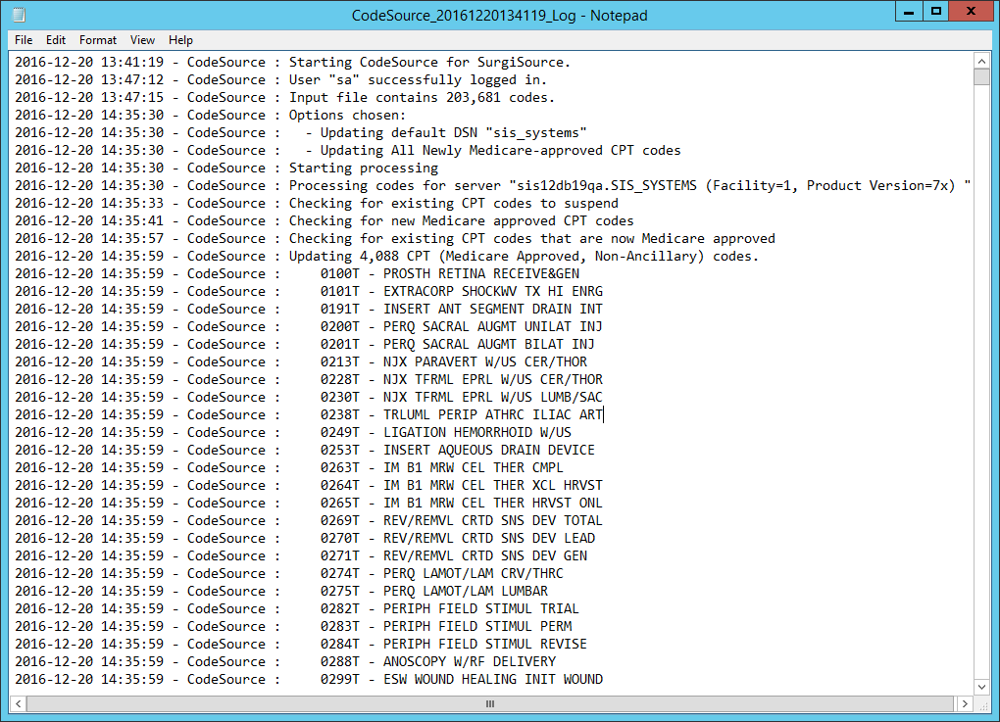 CodeSource_20161220134119_Log - Notepad
File Edit Format View Help
2016-12-20 13:41:19 - CodeSource : Starting CodeSource for SurgiSource.
2016-12-20 13:47:12 - CodeSource : User "sa" successfully logged in.
2016-12-20 13:47:15 - CodeSource : Input file contains 203,681 codes.
2016-12-20 14:35:30 - CodeSource : Options chosen:
2016-12-20 14:35:30 - CodeSource :   - Updating default DSN "sis_systems"
2016-12-20 14:35:30 - CodeSource :   - Updating All Newly Medicare-approved CPT codes
2016-12-20 14:35:30 - CodeSource : Starting processing
2016-12-20 14:35:30 - CodeSource : Processing codes for server "sis12db19qa.SIS_SYSTEMS (Facility=1, Product Version=7x) "
2016-12-20 14:35:33 - CodeSource : Checking for existing CPT codes to suspend
2016-12-20 14:35:41 - CodeSource : Checking for new Medicare approved CPT codes
2016-12-20 14:35:57 - CodeSource : Checking for existing CPT codes that are now Medicare approved
2016-12-20 14:35:59 - CodeSource : Updating 4,088 CPT (Medicare Approved, Non-Ancillary) codes.
2016-12-20 14:35:59 - CodeSource :     0100T - PROSTH RETINA RECEIVE&GEN
2016-12-20 14:35:59 - CodeSource :     0101T - EXTRACORP SHOCKWV TX HI ENRG
2016-12-20 14:35:59 - CodeSource :     0191T - INSERT ANT SEGMENT DRAIN INT
2016-12-20 14:35:59 - CodeSource :     0200T - PERQ SACRAL AUGMT UNILAT INJ
2016-12-20 14:35:59 - CodeSource :     0201T - PERQ SACRAL AUGMT BILAT INJ
2016-12-20 14:35:59 - CodeSource :     0213T - NJX PARAVERT W/US CER/THOR
2016-12-20 14:35:59 - CodeSource :     0228T - NJX TFRML EPRL W/US CER/THOR
2016-12-20 14:35:59 - CodeSource :     0230T - NJX TFRML EPRL W/US LUMB/SAC
2016-12-20 14:35:59 - CodeSource :     0238T - TRLUML PERIP ATHRC ILIAC ART
2016-12-20 14:35:59 - CodeSource :     0249T - LIGATION HEMORRHOID W/US
2016-12-20 14:35:59 - CodeSource :     0253T - INSERT AQUEOUS DRAIN DEVICE
2016-12-20 14:35:59 - CodeSource :     0263T - IM B1 MRW CEL THER CMPL
2016-12-20 14:35:59 - CodeSource :     0264T - IM B1 MRW CEL THER XCL HRVST
2016-12-20 14:35:59 - CodeSource :     0265T - IM B1 MRW CEL THER HRVST ONL
2016-12-20 14:35:59 - CodeSource :     0269T - REV/REMVL CRTD SNS DEV TOTAL
2016-12-20 14:35:59 - CodeSource :     0270T - REV/REMVL CRTD SNS DEV LEAD
2016-12-20 14:35:59 - CodeSource :     0271T - REV/REMVL CRTD SNS DEV GEN
2016-12-20 14:35:59 - CodeSource :     0274T - PERQ LAMOT/LAM CRV/THRC
2016-12-20 14:35:59 - CodeSource :     0275T - PERQ LAMOT/LAM LUMBAR
2016-12-20 14:35:59 - CodeSource :     0282T - PERIPH FIELD STIMUL TRIAL
2016-12-20 14:35:59 - CodeSource :     0283T - PERIPH FIELD STIMUL PERM
2016-12-20 14:35:59 - CodeSource :     0284T - PERIPH FIELD STIMUL REVISE
2016-12-20 14:35:59 - CodeSource :     0288T - ANOSCOPY W/RF DELIVERY
2016-12-20 14:35:59 - CodeSource :     0299T - ESW WOUND HEALING INIT WOUND